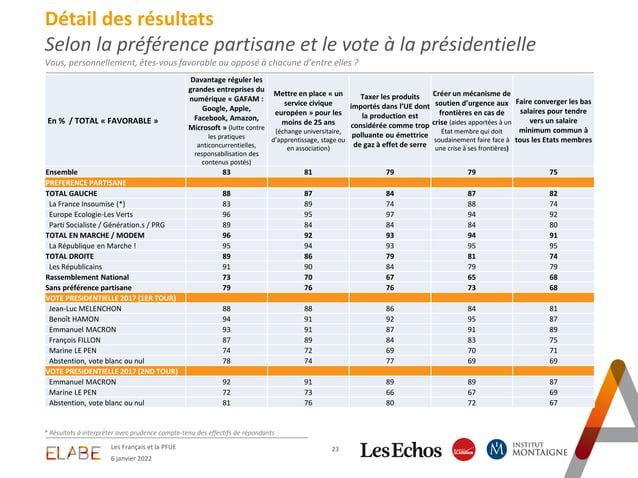 Détail des résultats
Selon la préférence partisane et le vote à la présidentielle
Vous, personnellement, êtes-vous favorable ou opposé à chacune d'entre elles ?
En % / TOTAL « FAVORABLE »
Davantage réguler les
grandes entreprises du
numérique « GAFAM :
Google, Apple,
Facebook, Amazon,
Microsoft » (lutte contre
les pratiques
anticoncurrentielles,
responsabilisation des
contenus postés)
Mettre en place « un
service civique
européen » pour les
moins de 25 ans
(échange universitaire,
d'apprentissage, stage ou
en association)
Taxer les produits
importés dans l'UE dont
la production est
considérée comme trop
polluante ou émettrice
de gaz à effet de serre
Créer un mécanisme de
soutien d'urgence aux
frontières en cas de
crise (aides apportées à un
État membre qui doit
soudainement faire face à
une crise à ses frontières)
Faire converger les bas
salaires pour tendre
vers un salaire
minimum commun à
tous les Etats membres
Ensemble 83 81 79 79 75
PREFERENCE PARTISANE
TOTAL GAUCHE 88 87 84 87 82
La France Insoumise (*) 83 89 74 88 74
Europe Ecologie-Les Verts 96 95 97 94 92
Parti Socialiste / Génération.s / PRG 89 84 84 84 80
TOTAL EN MARCHE / MODEM 96 92 93 94 91
La République en Marche ! 95 94 93 95 95
TOTAL DROITE 89 86 79 81 74
Les Républicains 91 90 84 79 79
Rassemblement National 73 70 67 65 68
Sans préférence partisane 79 76 76 73 68
VOTE PRESIDENTIELLE 2017 (1ER TOUR)
Jean-Luc MELENCHON 88 88 86 84 81
Benoît HAMON 94 91 92 95 87
Emmanuel MACRON 93 91 87 91 89
François FILLON 87 89 84 83 75
Marine LE PEN 74 72 69 70 71
Abstention, vote blanc ou nul 78 74 77 69 69
VOTE PRESIDENTIELLE 2017 (2ND TOUR)
Emmanuel MACRON 92 91 89 89 87
Marine LE PEN 72 73 66 67 69
Abstention, vote blanc ou nul 81 76 80 72 67
* Résultats à interpréter avec prudence compte-tenu des effectifs de répondants
ELABE
Les Français et la PFUE
6 janvier 2022
23
Les Echos
RADIO CLASSIQUE
M
INSTITUT
MONTAIGNE